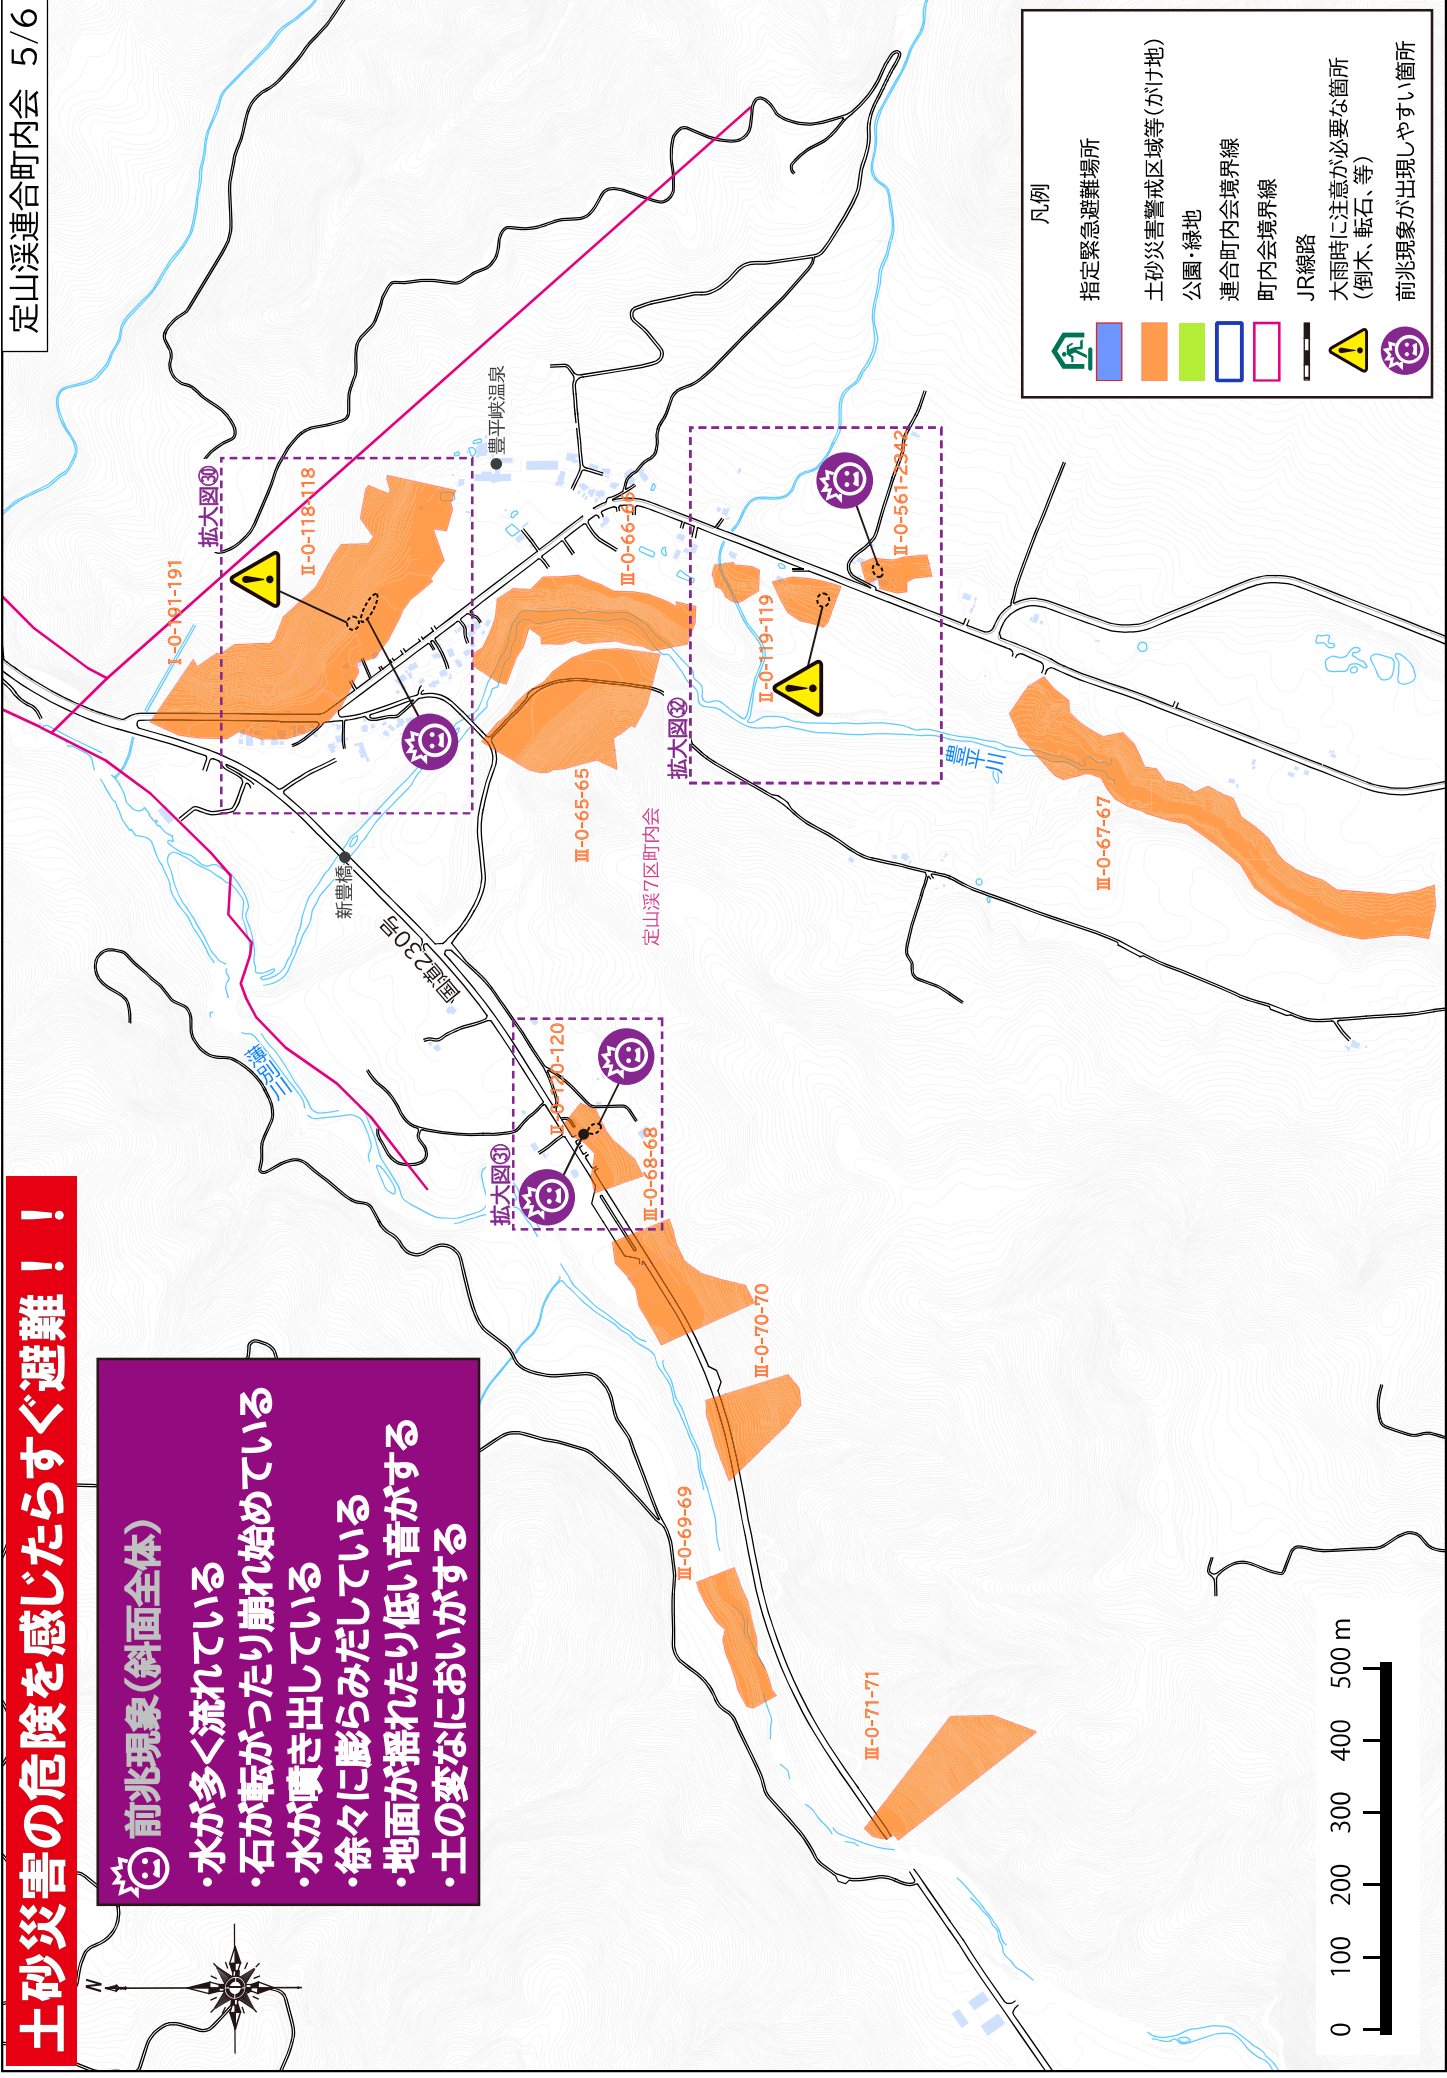 定山渓連合町内会 5/6
土砂災害の危険を感じたらすぐ避難！！
前兆現象（斜面全体）
・水が多く流れている
・石が転がったり崩れ始めている
・水が噴き出している
・徐々に膨らみだしている
・地面が揺れたり低い音がする
・土の変なにおいがする
N
凡例
指定緊急避難場所
土砂災害警戒区域等（がけ地）
公園・緑地
連合町内会境界線
町内会境界線
JR線路
大雨時に注意が必要な箇所
（倒木、転石、等）
前兆現象が出現しやすい箇所
拡大図㉚
Ⅰ-0-191-191
Ⅱ-0-118-118
豊平峡温泉
Ⅲ-0-66-66
Ⅱ-0-561-2342
Ⅱ-0-119-119
拡大図㉜
豊平川
Ⅲ-0-65-65
定山渓7区町内会
Ⅲ-0-67-67
新豊橋
国道230号
薄別川
拡大図㉛
Ⅱ-0-120-120
Ⅲ-0-68-68
Ⅲ-0-70-70
Ⅲ-0-69-69
Ⅲ-0-71-71
0 100 200 300 400 500 m